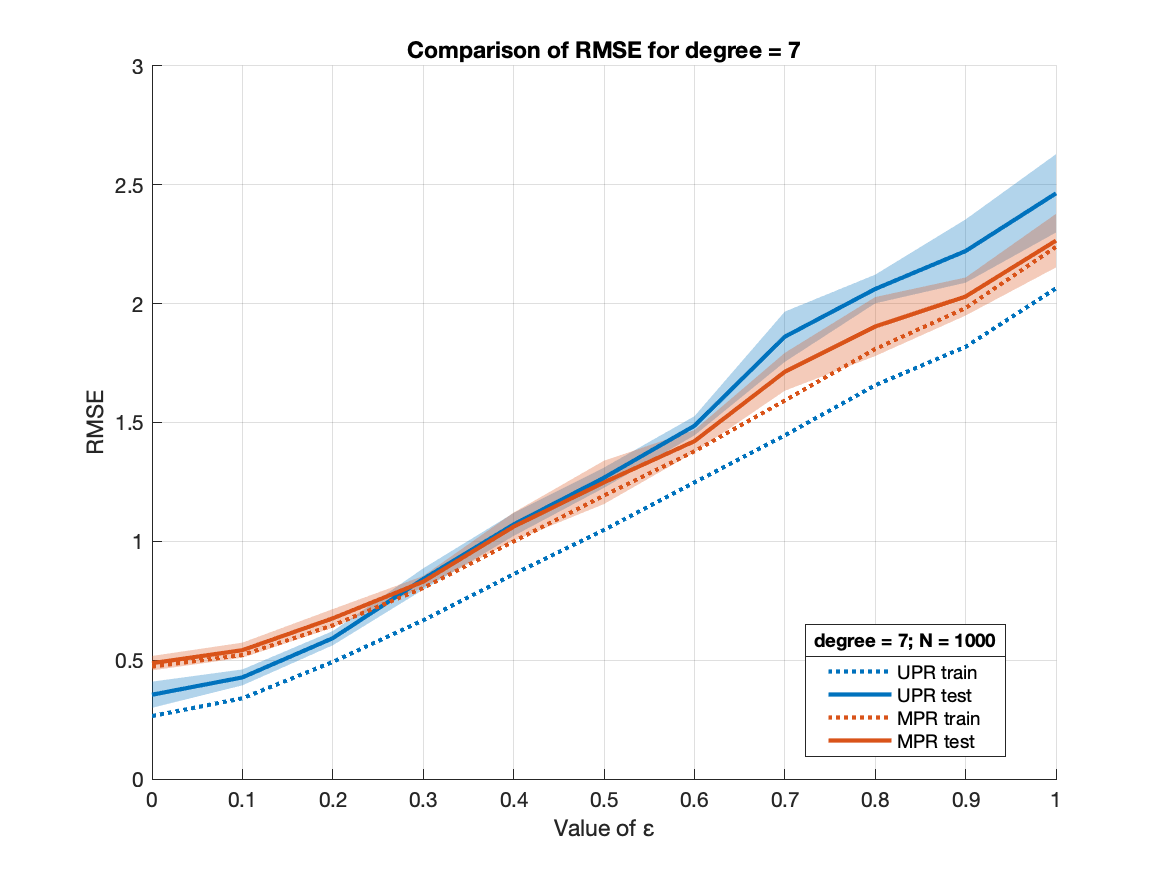 Comparison of RMSE for degree = 7
3
2.5
2
1.5
1
0.5
0
RMSE
0 0.1 0.2 0.3 0.4 0.5 0.6 0.7 0.8 0.9 1
Value of ε
degree = 7; N = 1000
UPR train
UPR test
MPR train
MPR test